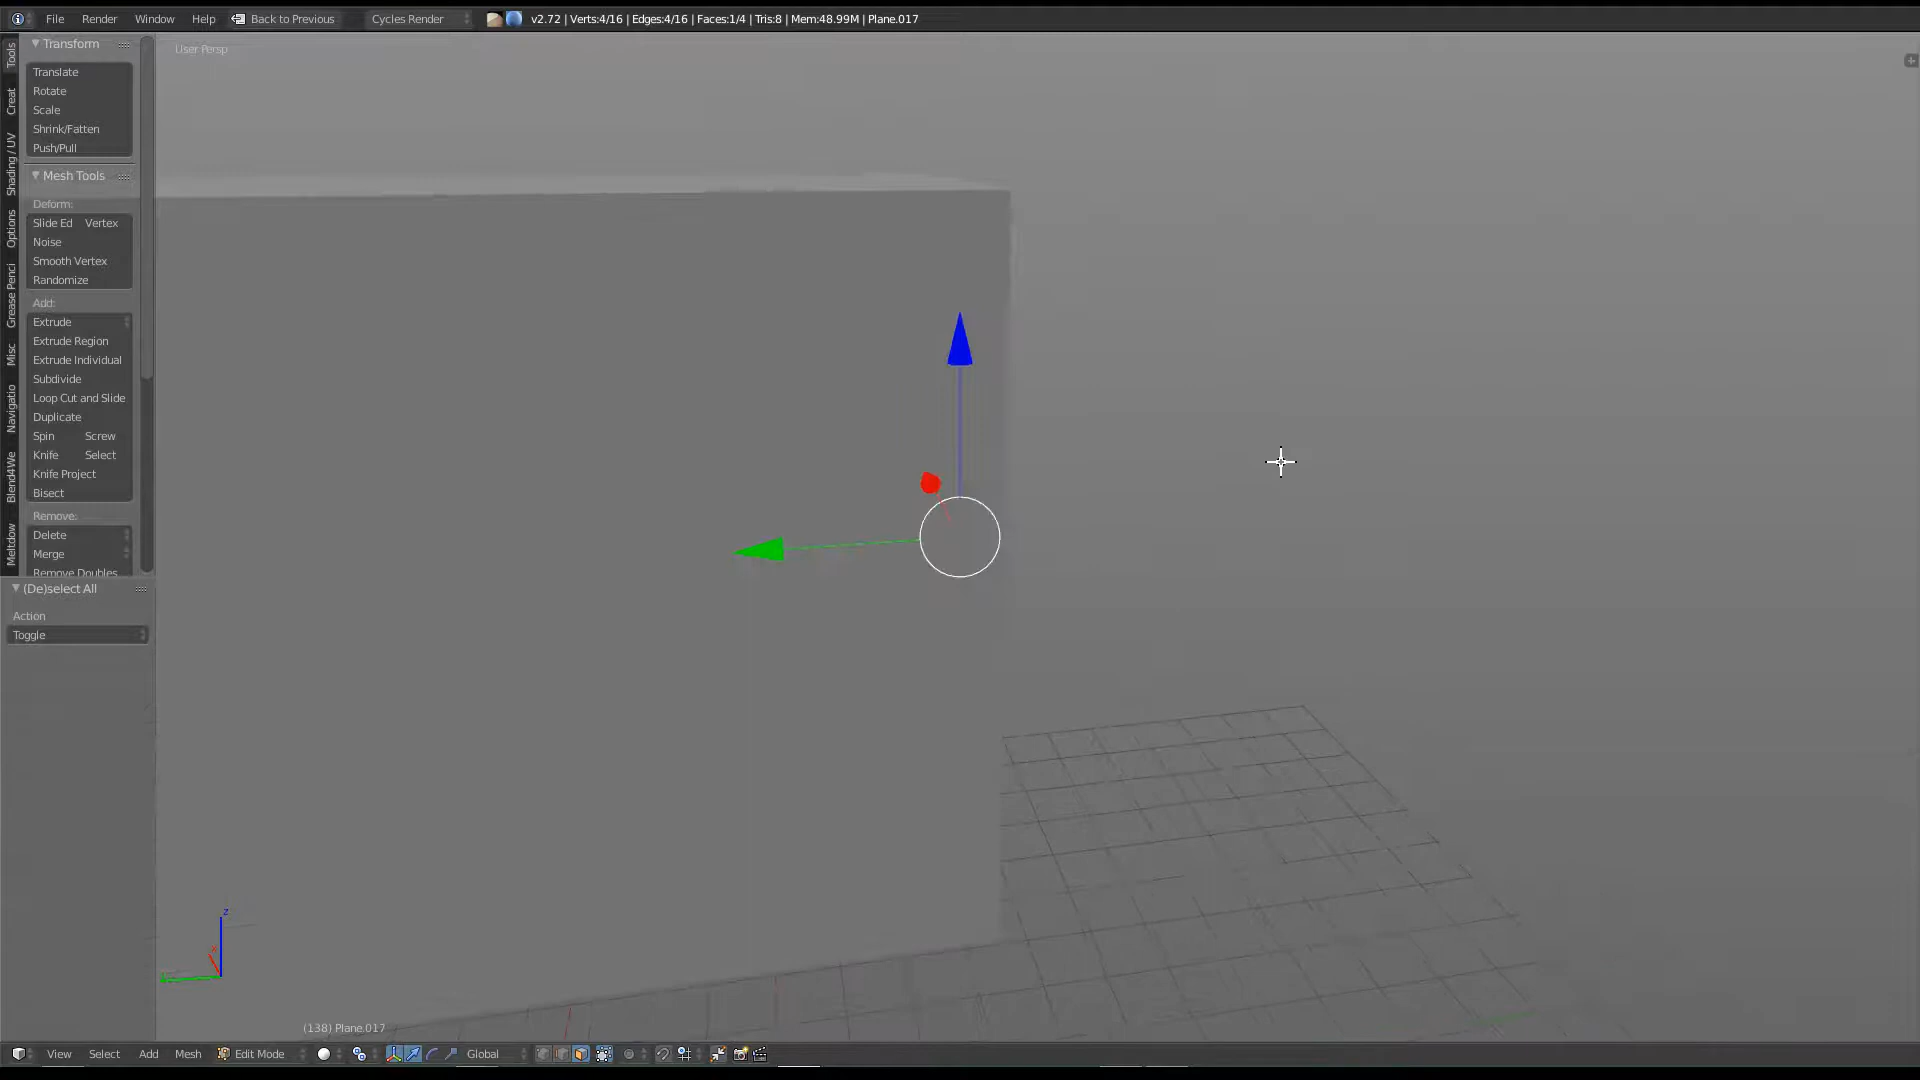 File Render Window Help Back to Previous Cycles Render v2.72 | Verts:4/16 | Edges:4/16 | Faces:1/4 | Tris:8 | Mem:48.99M | Plane.017
Transform
User Persp
Translate
Rotate
Scale
Shrink/Fatten
Push/Pull
Mesh Tools
Deform:
Slide Ed Vertex
Noise
Smooth Vertex
Randomize
Add:
Extrude
Extrude Region
Extrude Individual
Subdivide
Loop Cut and Slide
Duplicate
Spin Screw
Knife Select
Knife Project
Bisect
Remove:
Delete
Merge
Remove Doubles
Tools
Creat
Shading / UV
Options
Grease Penci
Misc
Navigatio
Blend4We
Meltdow
(De)select All
Action
Toggle
z
x
(138) Plane.017
View Select Add Mesh Edit Mode Global